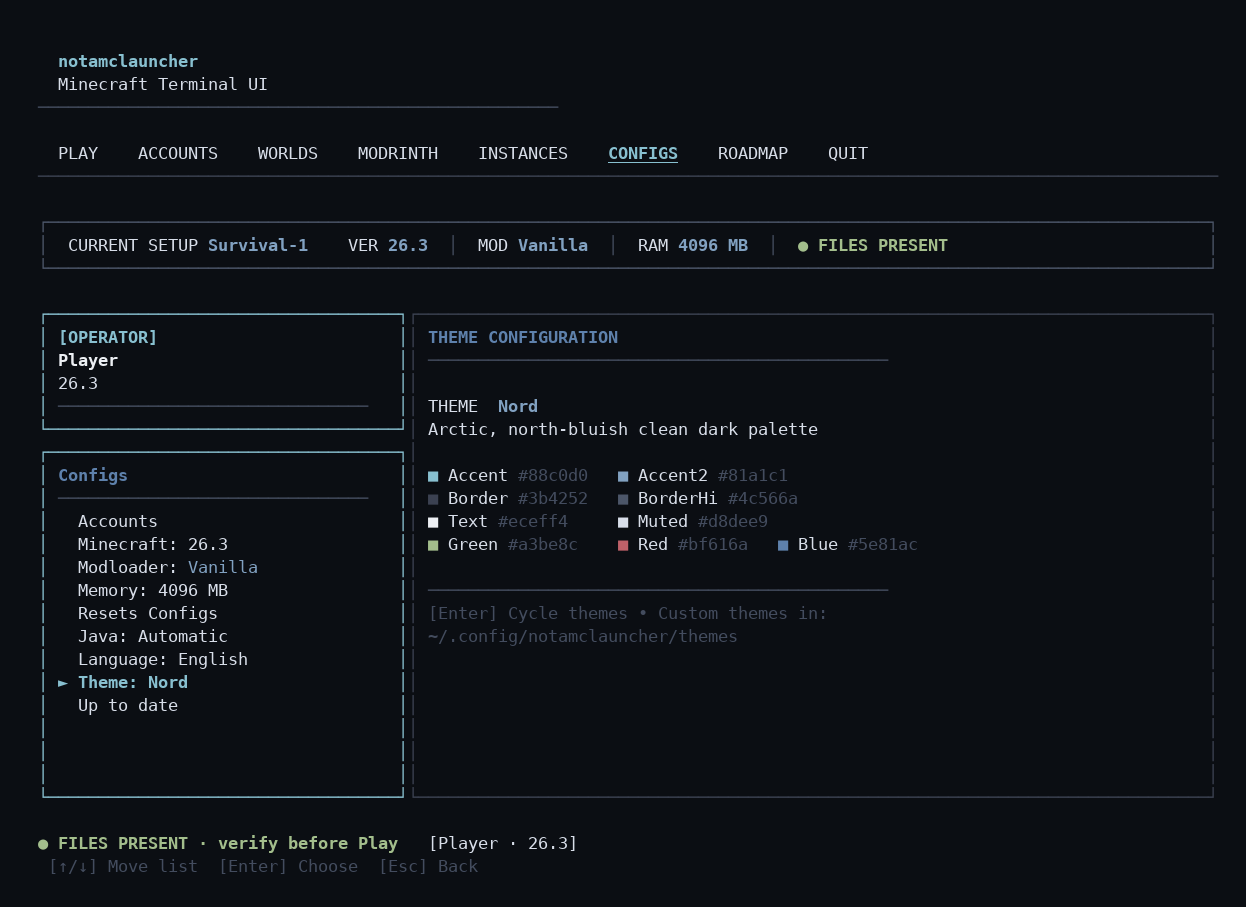 notamclauncher
Minecraft Terminal UI
PLAY    ACCOUNTS    WORLDS    MODRINTH    INSTANCES    CONFIGS    ROADMAP    QUIT
CURRENT SETUP Survival-1    VER 26.3  │  MOD Vanilla  │  RAM 4096 MB  │  ● FILES PRESENT
[OPERATOR]
Player
26.3
Configs
Accounts
Minecraft: 26.3
Modloader: Vanilla
Memory: 4096 MB
Resets Configs
Java: Automatic
Language: English
► Theme: Nord
Up to date
THEME CONFIGURATION
THEME  Nord
Arctic, north-bluish clean dark palette
■ Accent #88c0d0   ■ Accent2 #81a1c1
■ Border #3b4252   ■ BorderHi #4c566a
■ Text #eceff4     ■ Muted #d8dee9
■ Green #a3be8c    ■ Red #bf616a   ■ Blue #5e81ac
[Enter] Cycle themes • Custom themes in:
~/.config/notamclauncher/themes
● FILES PRESENT · verify before Play   [Player · 26.3]
[↑/↓] Move list  [Enter] Choose  [Esc] Back